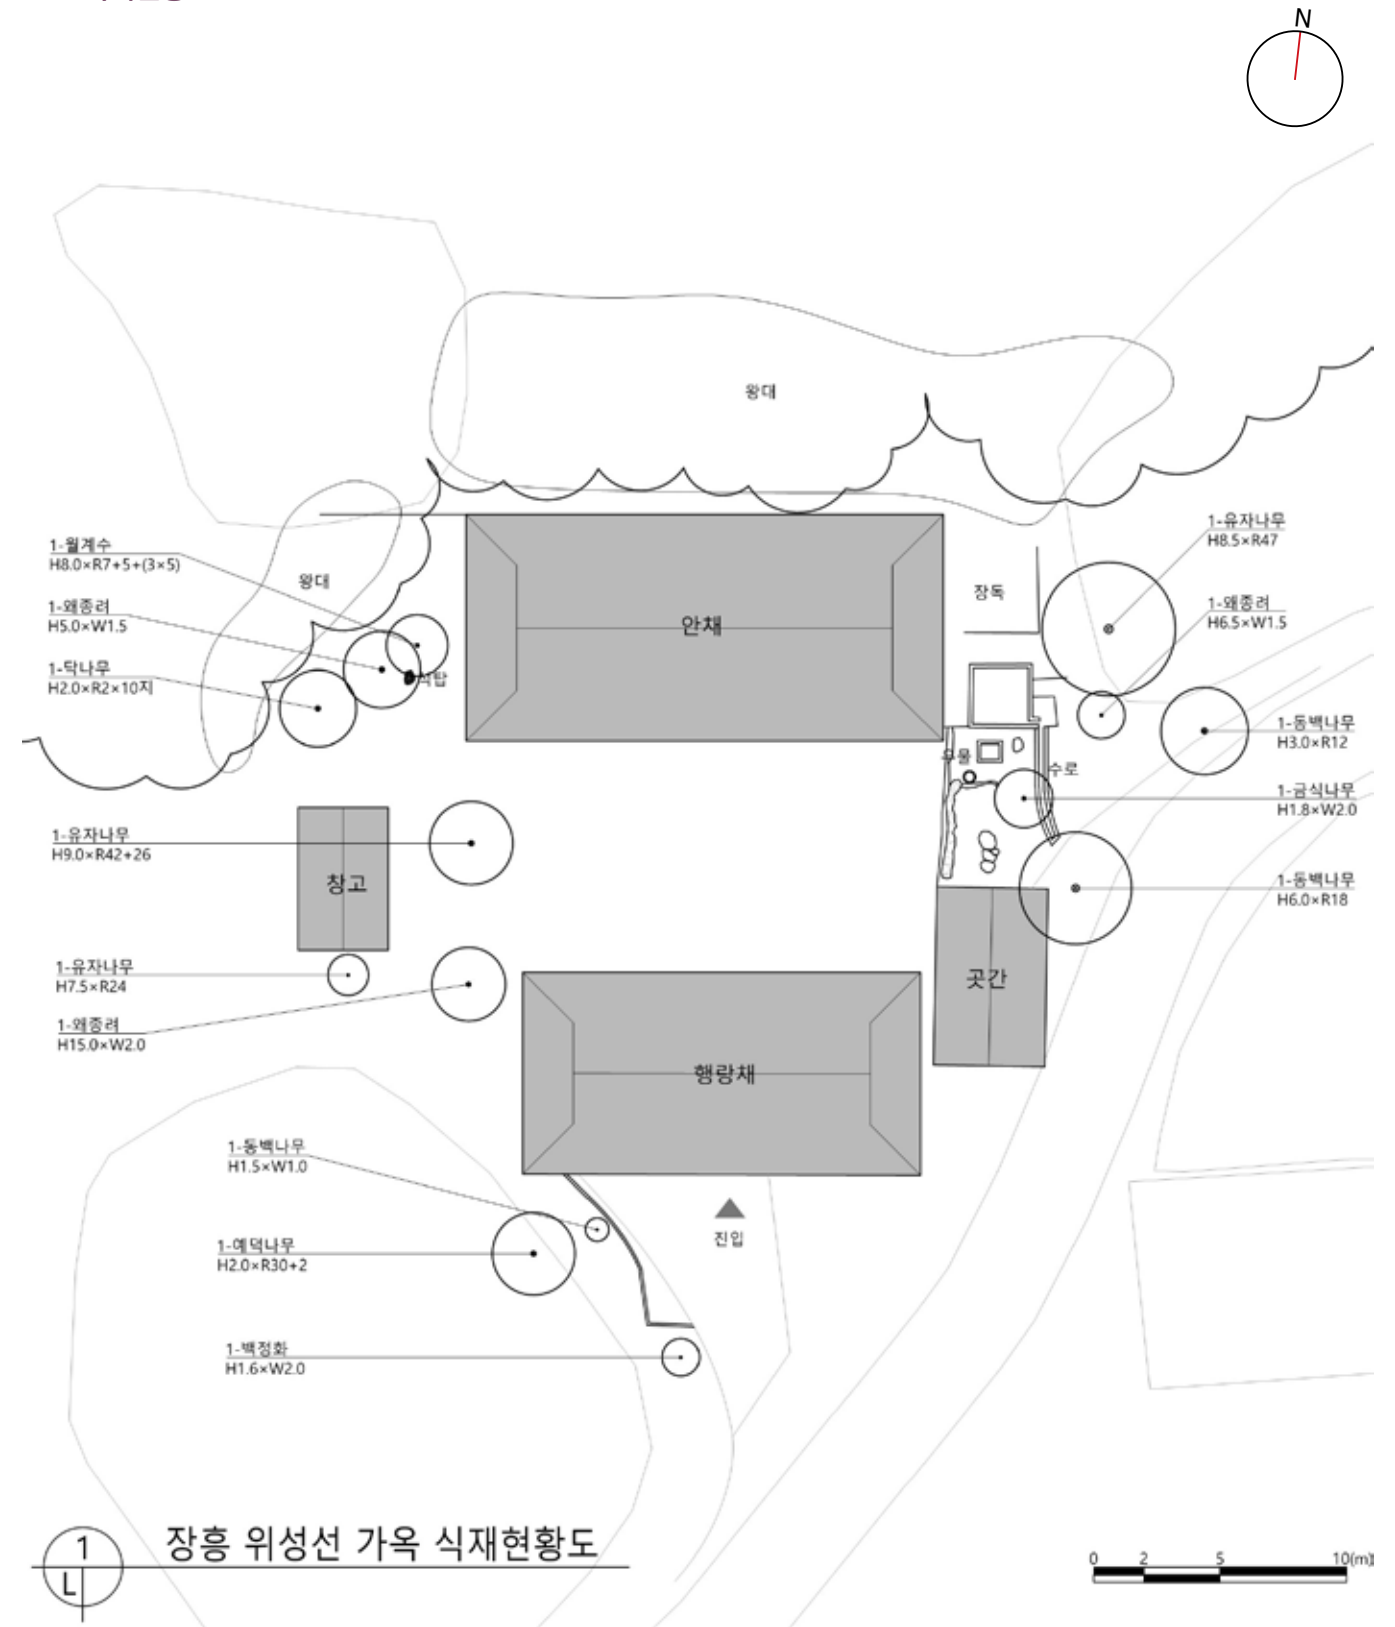 N
왕대
1-월계수
H8.0×R7+5+(3×5)
왕대
1-왜종려
H5.0×W1.5
1-닥나무
H2.0×R2×10지
석탑
안채
장독
1-유자나무
H8.5×R47
1-왜종려
H6.5×W1.5
1-동백나무
H3.0×R12
우물
수로
1-금식나무
H1.8×W2.0
1-동백나무
H6.0×R18
1-유자나무
H9.0×R42+26
창고
1-유자나무
H7.5×R24
1-왜종려
H15.0×W2.0
곳간
행랑채
1-동백나무
H1.5×W1.0
진입
1-예덕나무
H2.0×R30+2
1-백정화
H1.6×W2.0
1
L
장흥 위성선 가옥 식재현황도
0 2 5 10(m)